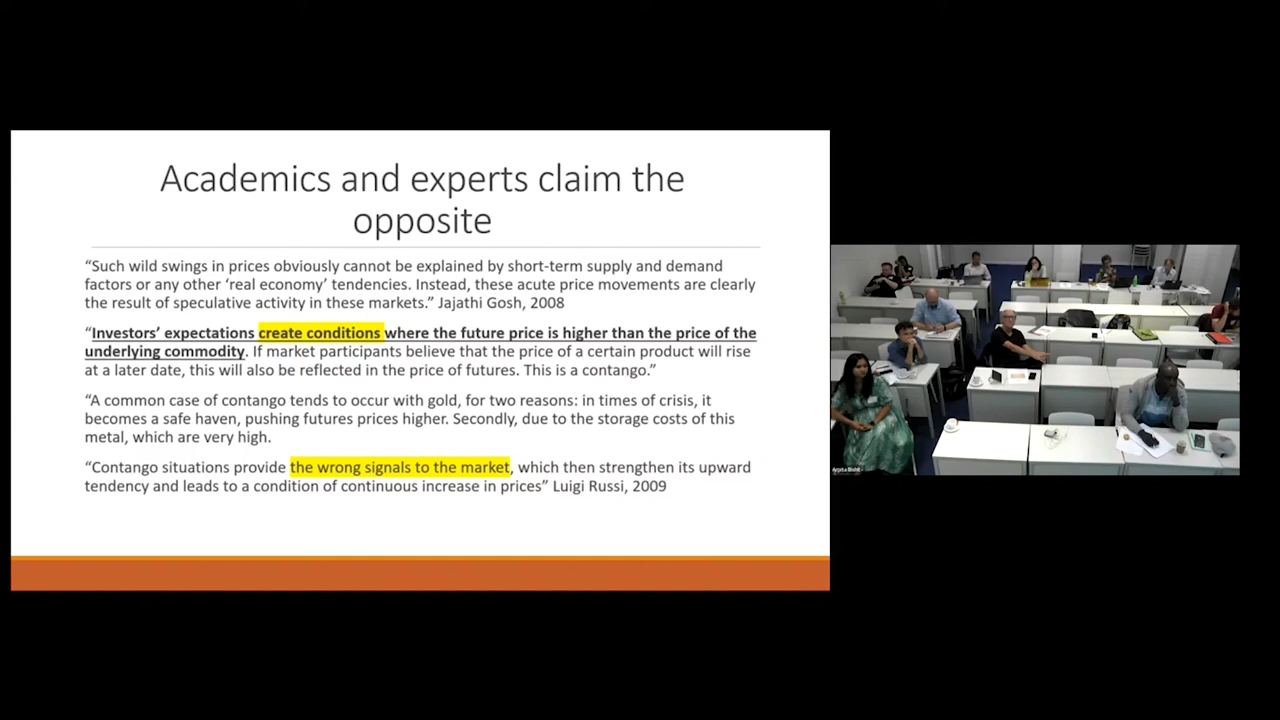 Academics and experts claim the
opposite
“Such wild swings in prices obviously cannot be explained by short-term supply and demand
factors or any other ‘real economy’ tendencies. Instead, these acute price movements are clearly
the result of speculative activity in these markets.” Jajathi Gosh, 2008
“Investors’ expectations create conditions where the future price is higher than the price of the
underlying commodity. If market participants believe that the price of a certain product will rise
at a later date, this will also be reflected in the price of futures. This is a contango.”
“A common case of contango tends to occur with gold, for two reasons: in times of crisis, it
becomes a safe haven, pushing futures prices higher. Secondly, due to the storage costs of this
metal, which are very high.
“Contango situations provide the wrong signals to the market, which then strengthen its upward
tendency and leads to a condition of continuous increase in prices” Luigi Russi, 2009